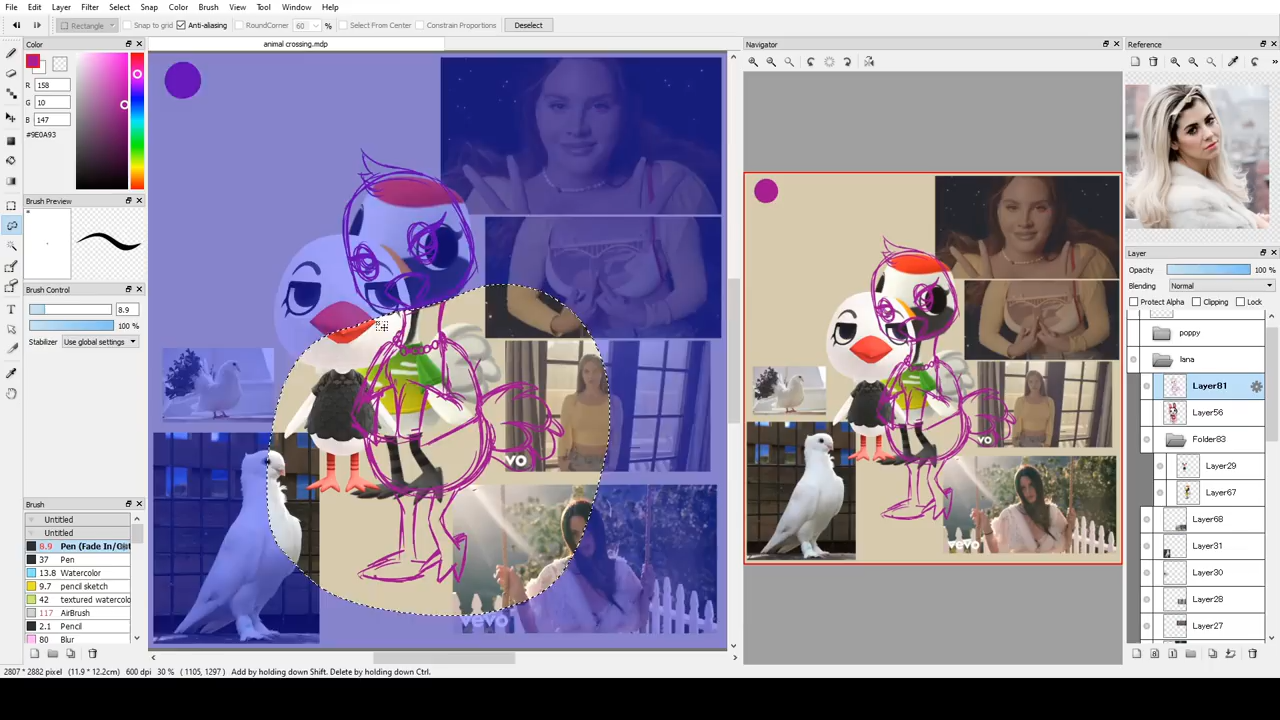 File Edit Layer Filter Select Snap Color Brush View Tool Window Help
Rectangle Snap to grid Anti-aliasing RoundCorner 60 % Select From Center Constrain Proportions Deselect
Color
animal crossing.mdp
Navigator
Reference
R 158
G 10
B 147
#9E0A93
Brush Preview
Brush Control
8.9
100 %
Stabilizer Use global settings
Brush
Untitled
Untitled
8.9 Pen (Fade In/Out
37 Pen
13.8 Watercolor
9.7 pencil sketch
42 textured watercolo
117 AirBrush
2.1 Pencil
80 Blur
vo
vevo
vo
vevo
Layer
Opacity 100 %
Blending Normal
Protect Alpha Clipping Lock
poppy
lana
Layer81
Layer56
Folder83
Layer29
Layer67
Layer68
Layer31
Layer30
Layer28
Layer27
2807 * 2882 pixel (11.9 * 12.2cm) 600 dpi 30 % ( 1105, 1297 ) Add by holding down Shift. Delete by holding down Ctrl.